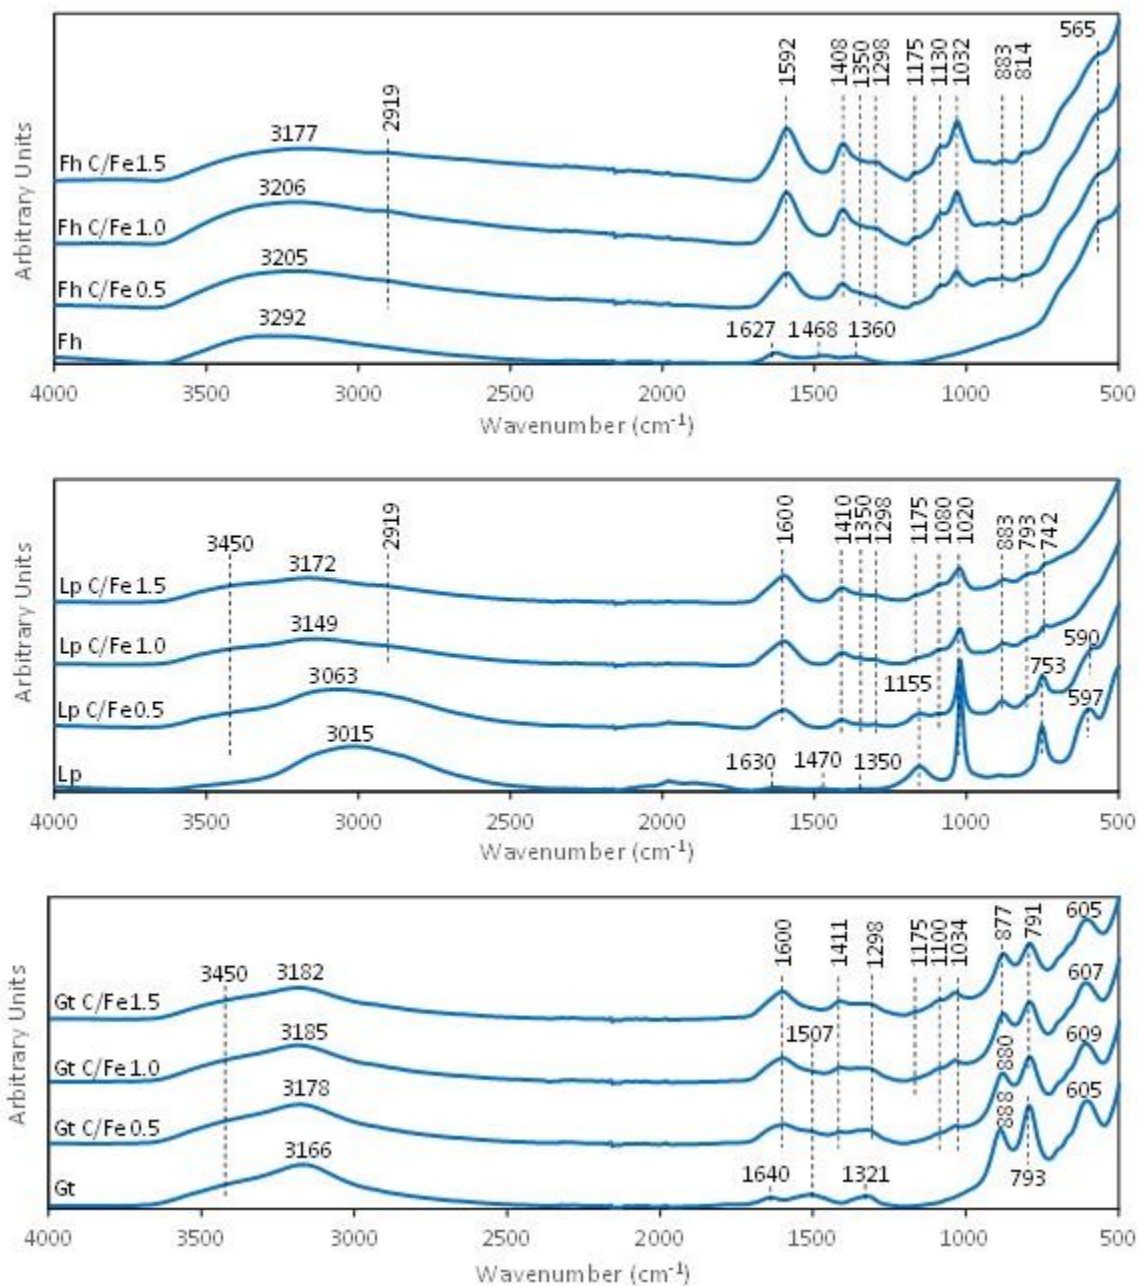 565
1592 1408 1350 1298 1175 1130 1032 883 814
2919
3177
Fh C/Fe1.5
3206
Fh C/Fe1.0
3205
Fh C/Fe0.5
3292
1627 1468 1360
Fh
Arbitrary Units
4000 3500 3000 2500 2000 1500 1000 500
Wavenumber (cm⁻¹)
1600 1410 1350 1298 1175 1080 1020 883 793 742
3450 2919
3172
Lp C/Fe1.5
3149
590
Lp C/Fe1.0
3063 1155 753
597
Lp C/Fe0.5
3015
1630 1470 1350
Lp
Arbitrary Units
4000 3500 3000 2500 2000 1500 1000 500
Wavenumber (cm⁻¹)
605
1600 1411 1298 1175 1100 1034 877 791
3450 3182 607
Gt C/Fe1.5
3185 1507 609
Gt C/Fe1.0
880
3178 605
Gt C/Fe0.5
888
3166
1640 1321 793
Gt
Arbitrary Units
4000 3500 3000 2500 2000 1500 1000 500
Wavenumber (cm⁻¹)